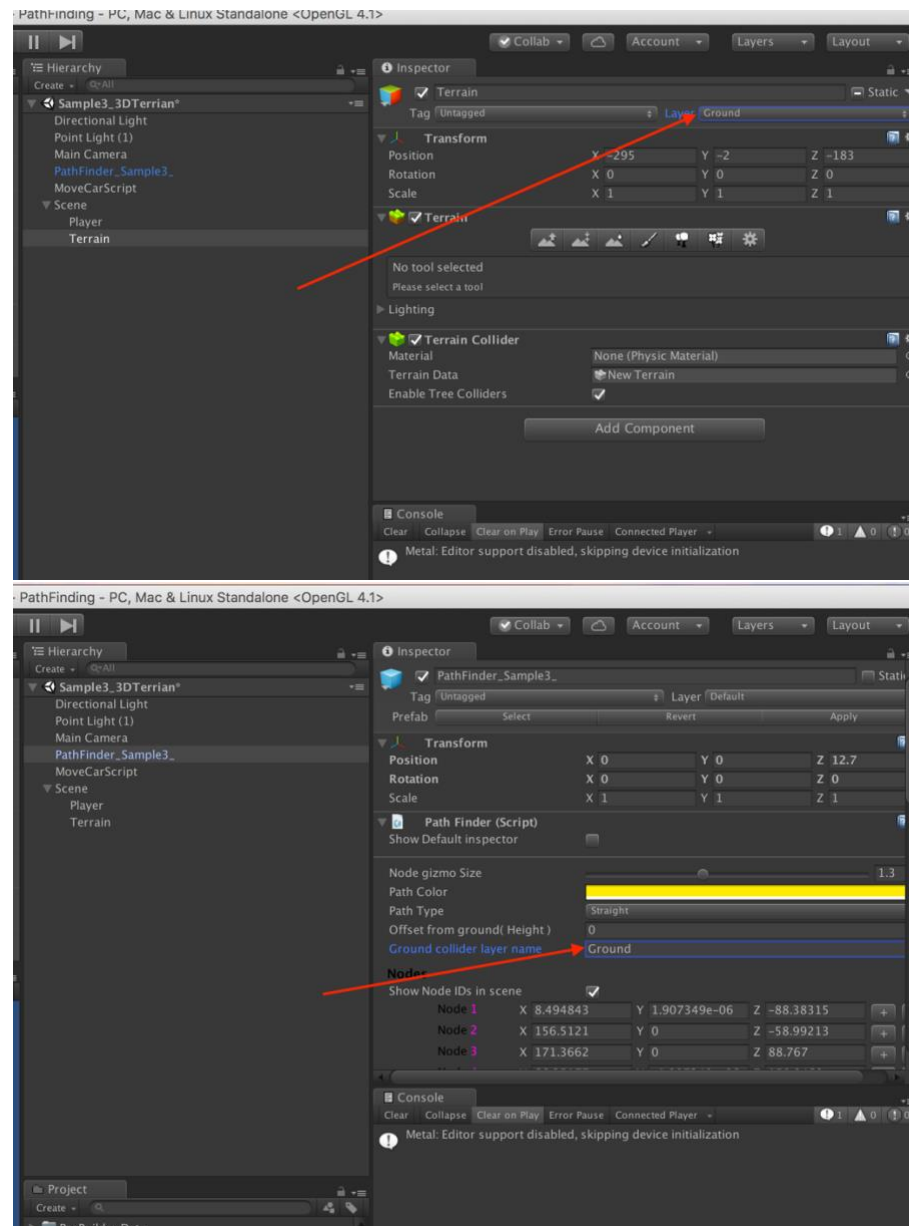 PathFinding - PC, Mac & Linux Standalone <OpenGL 4.1>
Collab Account Layers Layout
Hierarchy
Create Q▾All
Sample3_3DTerrian*
Directional Light
Point Light (1)
Main Camera
PathFinder_Sample3_
MoveCarScript
Scene
Player
Terrain
Inspector
Terrain Static
Tag Untagged Layer Ground
Transform
Position X -295 Y -2 Z -183
Rotation X 0 Y 0 Z 0
Scale X 1 Y 1 Z 1
Terrain
No tool selected
Please select a tool
Lighting
Terrain Collider
Material None (Physic Material)
Terrain Data New Terrain
Enable Tree Colliders
Add Component
Console
Clear Collapse Clear on Play Error Pause Connected Player 1 0 0
Metal: Editor support disabled, skipping device initialization
- PathFinding - PC, Mac & Linux Standalone <OpenGL 4.1>
Collab Account Layers Layout
Hierarchy
Create Q▾All
Sample3_3DTerrian*
Directional Light
Point Light (1)
Main Camera
PathFinder_Sample3_
MoveCarScript
Scene
Player
Terrain
Inspector
PathFinder_Sample3_ Stati
Tag Untagged Layer Default
Prefab Select Revert Apply
Transform
Position X 0 Y 0 Z 12.7
Rotation X 0 Y 0 Z 0
Scale X 1 Y 1 Z 1
Path Finder (Script)
Show Default inspector
Node gizmo Size 1.3
Path Color
Path Type Straight
Offset from ground( Height ) 0
Ground collider layer name Ground
Nodes
Show Node IDs in scene
Node 1 X 8.494843 Y 1.907349e-06 Z -88.38315 +
Node 2 X 156.5121 Y 0 Z -58.99213 +
Node 3 X 171.3662 Y 0 Z 88.767 +
Console
Clear Collapse Clear on Play Error Pause Connected Player 1 0 0
Metal: Editor support disabled, skipping device initialization
Project
Create